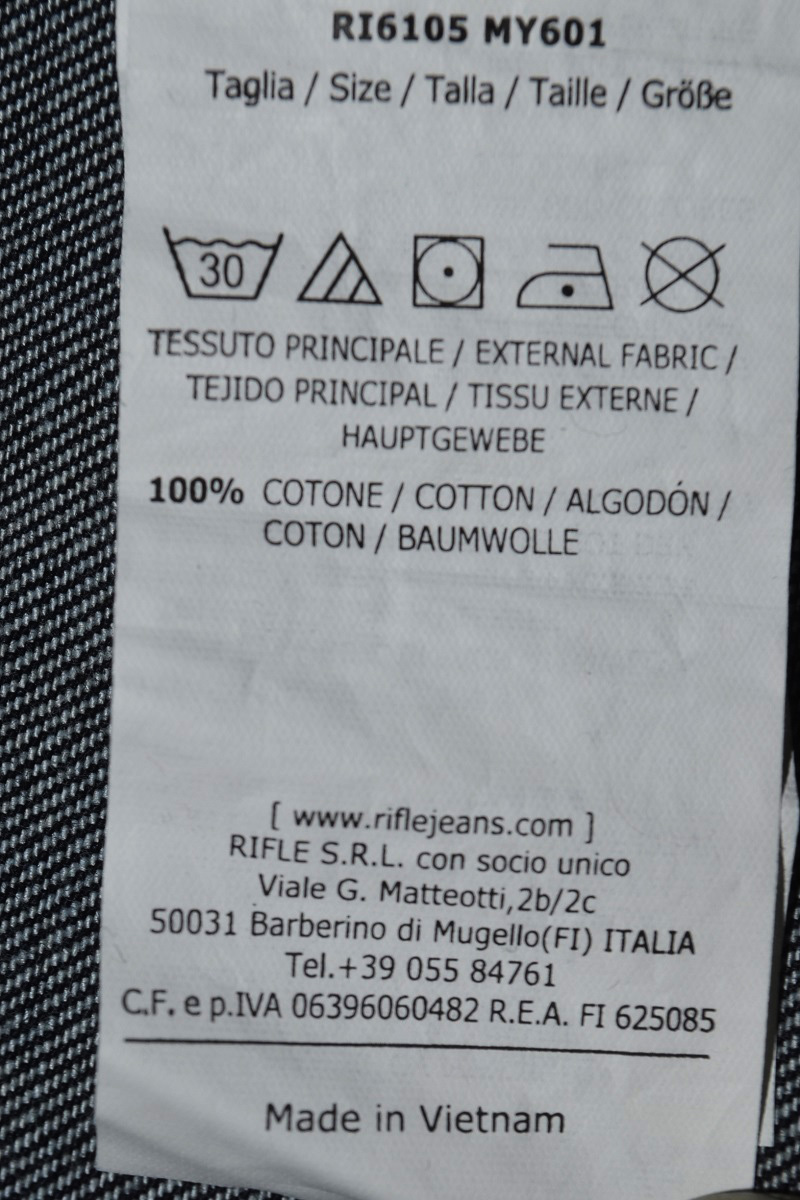 RI6105 MY601
Taglia / Size / Talla / Taille / Größe
30
TESSUTO PRINCIPALE / EXTERNAL FABRIC /
TEJIDO PRINCIPAL / TISSU EXTERNE /
HAUPTGEWEBE
100% COTONE / COTTON / ALGODÓN /
COTON / BAUMWOLLE
[ www.riflejeans.com ]
RIFLE S.R.L. con socio unico
Viale G. Matteotti,2b/2c
50031 Barberino di Mugello(FI) ITALIA
Tel.+39 055 84761
C.F. e p.IVA 06396060482 R.E.A. FI 625085
Made in Vietnam